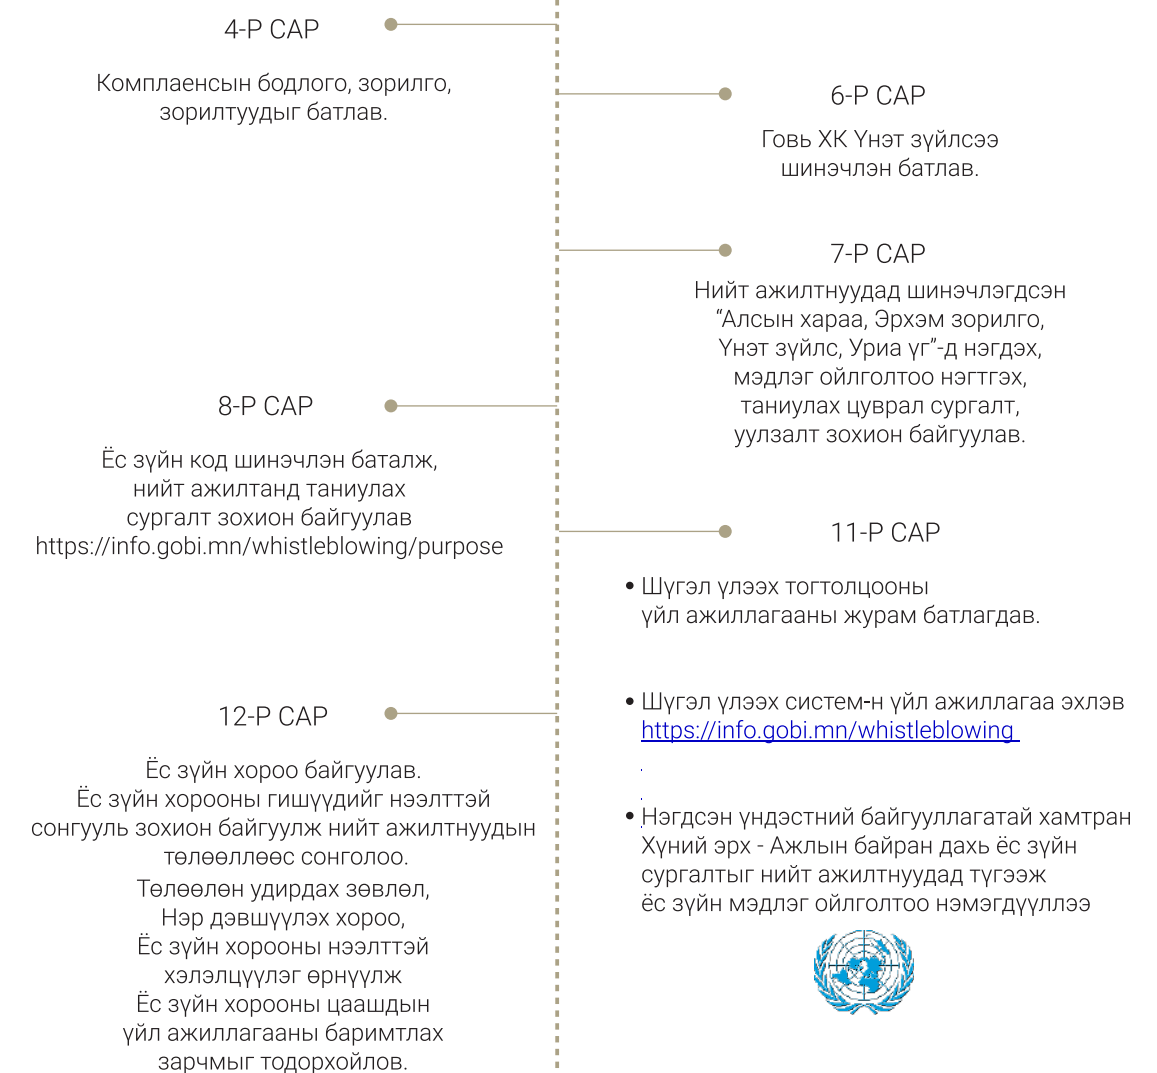 4-Р САР
Комплаенсын бодлого, зорилго,
зорилтуудыг батлав.
6-Р САР
Говь ХК Үнэт зүйлсээ
шинэчлэн батлав.
7-Р САР
Нийт ажилтнуудад шинэчлэгдсэн
“Алсын хараа, Эрхэм зорилго,
Үнэт зүйлс, Уриа үг”-д нэгдэх,
мэдлэг ойлголтоо нэгтгэх,
таниулах цуврал сургалт,
уулзалт зохион байгуулав.
8-Р САР
Ёс зүйн код шинэчлэн баталж,
нийт ажилтанд таниулах
сургалт зохион байгуулав
https://info.gobi.mn/whistleblowing/purpose
11-Р САР
• Шүгэл үлээх тогтолцооны
үйл ажиллагааны журам батлагдав.
• Шүгэл үлээх систем-н үйл ажиллагаа эхлэв
https://info.gobi.mn/whistleblowing
.
.
• Нэгдсэн үндэстний байгууллагатай хамтран
Хүний эрх - Ажлын байран дахь ёс зүйн
сургалтыг нийт ажилтнуудад түгээж
ёс зүйн мэдлэг ойлголтоо нэмэгдүүллээ
12-Р САР
Ёс зүйн хороо байгуулав.
Ёс зүйн хорооны гишүүдийг нээлттэй
сонгууль зохион байгуулж нийт ажилтнуудын
төлөөллөөс сонголоо.
Төлөөлөн удирдах зөвлөл,
Нэр дэвшүүлэх хороо,
Ёс зүйн хорооны нээлттэй
хэлэлцүүлэг өрнүүлж
Ёс зүйн хорооны цаашдын
үйл ажиллагааны баримтлах
зарчмыг тодорхойлов.